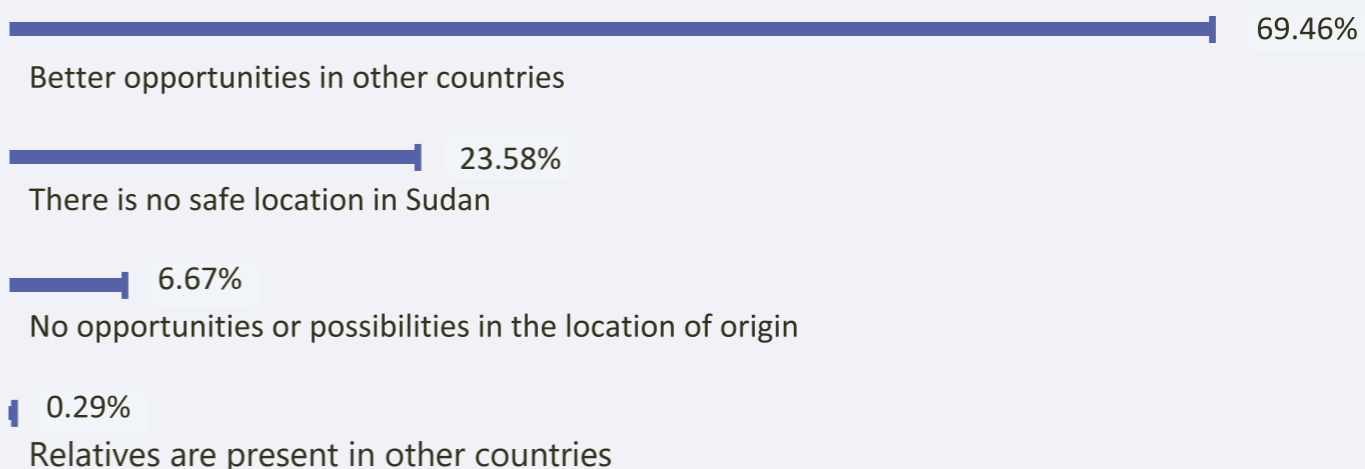 69.46%
Better opportunities in other countries
23.58%
There is no safe location in Sudan
6.67%
No opportunities or possibilities in the location of origin
0.29%
Relatives are present in other countries